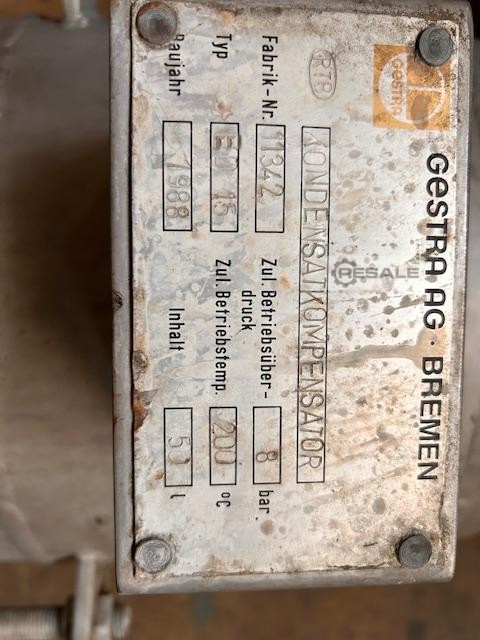 GESTRA
GESTRA AG · BREMEN
RTP
KONDENSATKOMPENSATOR
RESALE
Fabrik-Nr. 11342 Zul. Betriebsüber-
druck 8 bar.
Typ 15 Zul. Betriebstemp. 200 °C
Baujahr 1988 Inhalt 50 l